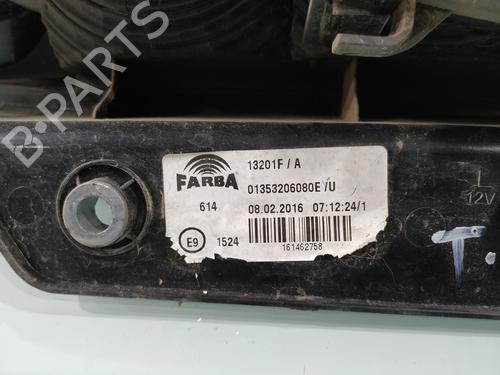 B-PARTS
FARBA
13201F / A
01353206080E /U
614
08.02.2016 07:12:24/1
E9
1524
161462758
12V
T.